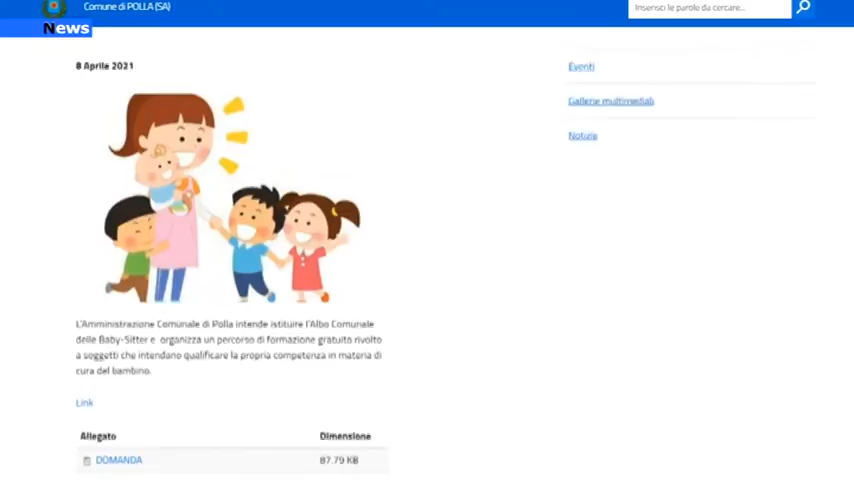 Comune di POLLA (SA)
Inserisci le parole da cercare...
News
8 Aprile 2021
Eventi
Gallerie multimediali
Notizie
L'Amministrazione Comunale di Polla intende istituire l'Albo Comunale
delle Baby-Sitter e organizza un percorso di formazione gratuito rivolto
a soggetti che intendano qualificare la propria competenza in materia di
cura del bambino.
Link
Allegato Dimensione
DOMANDA 87.79 KB